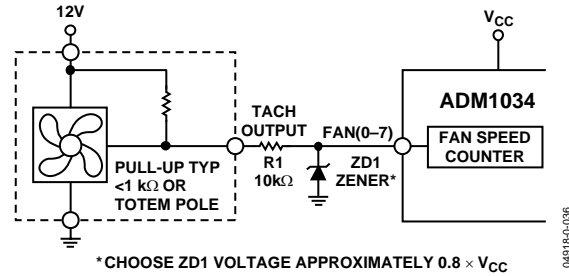 12V
VCC
ADM1034
TACH
OUTPUT
FAN(0–7)
FAN SPEED
COUNTER
PULL-UP TYP
<1 kΩ OR
TOTEM POLE
R1
10kΩ
ZD1
ZENER*
*CHOOSE ZD1 VOLTAGE APPROXIMATELY 0.8 × VCC
04918-0-036